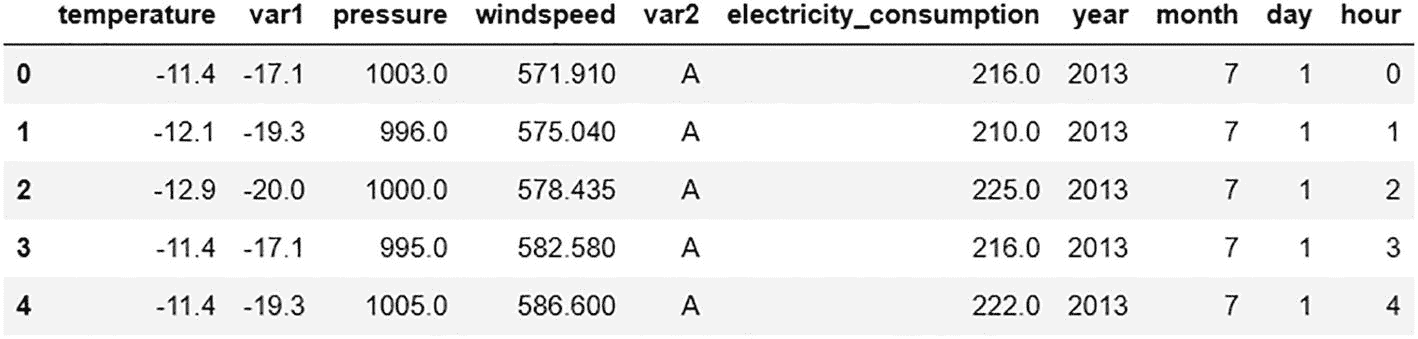 temperature var1 pressure windspeed var2 electricity_consumption year month day hour
0 -11.4 -17.1 1003.0 571.910 A 216.0 2013 7 1 0
1 -12.1 -19.3 996.0 575.040 A 210.0 2013 7 1 1
2 -12.9 -20.0 1000.0 578.435 A 225.0 2013 7 1 2
3 -11.4 -17.1 995.0 582.580 A 216.0 2013 7 1 3
4 -11.4 -19.3 1005.0 586.600 A 222.0 2013 7 1 4